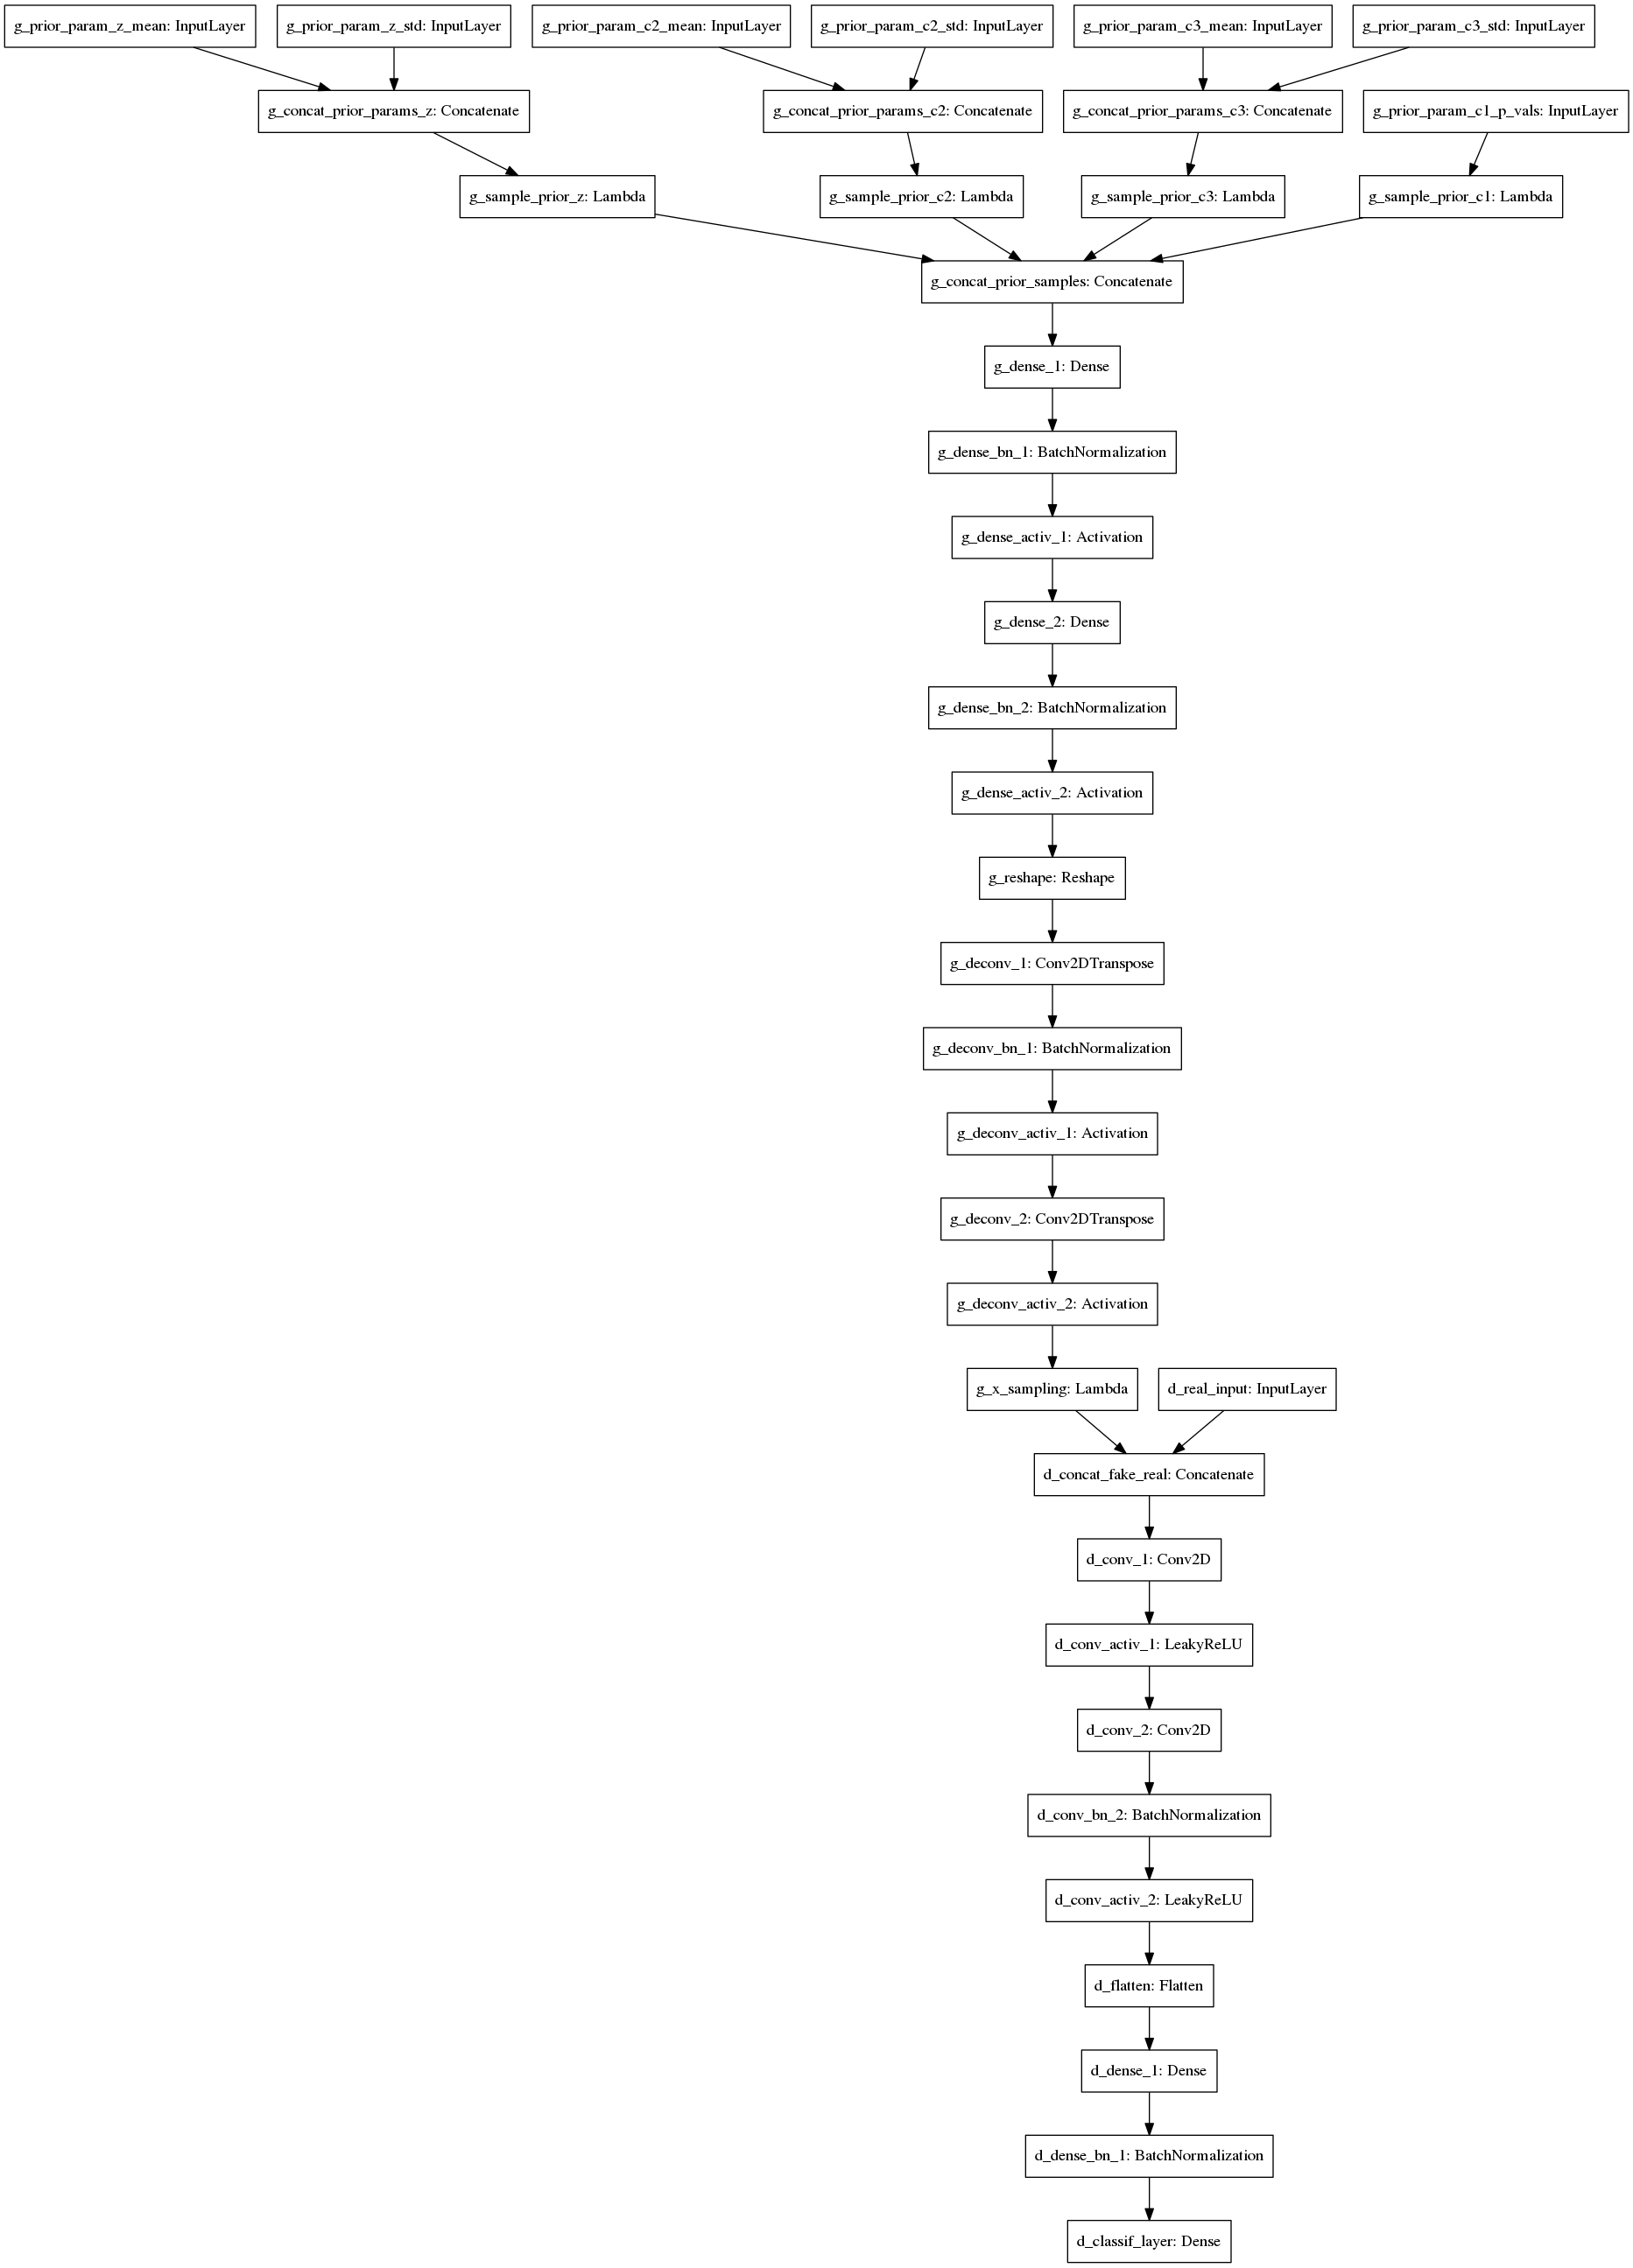 g_prior_param_z_mean: InputLayer
g_prior_param_z_std: InputLayer
g_prior_param_c2_mean: InputLayer
g_prior_param_c2_std: InputLayer
g_prior_param_c3_mean: InputLayer
g_prior_param_c3_std: InputLayer
g_concat_prior_params_z: Concatenate
g_concat_prior_params_c2: Concatenate
g_concat_prior_params_c3: Concatenate
g_prior_param_c1_p_vals: InputLayer
g_sample_prior_z: Lambda
g_sample_prior_c2: Lambda
g_sample_prior_c3: Lambda
g_sample_prior_c1: Lambda
g_concat_prior_samples: Concatenate
g_dense_1: Dense
g_dense_bn_1: BatchNormalization
g_dense_activ_1: Activation
g_dense_2: Dense
g_dense_bn_2: BatchNormalization
g_dense_activ_2: Activation
g_reshape: Reshape
g_deconv_1: Conv2DTranspose
g_deconv_bn_1: BatchNormalization
g_deconv_activ_1: Activation
g_deconv_2: Conv2DTranspose
g_deconv_activ_2: Activation
g_x_sampling: Lambda
d_real_input: InputLayer
d_concat_fake_real: Concatenate
d_conv_1: Conv2D
d_conv_activ_1: LeakyReLU
d_conv_2: Conv2D
d_conv_bn_2: BatchNormalization
d_conv_activ_2: LeakyReLU
d_flatten: Flatten
d_dense_1: Dense
d_dense_bn_1: BatchNormalization
d_classif_layer: Dense